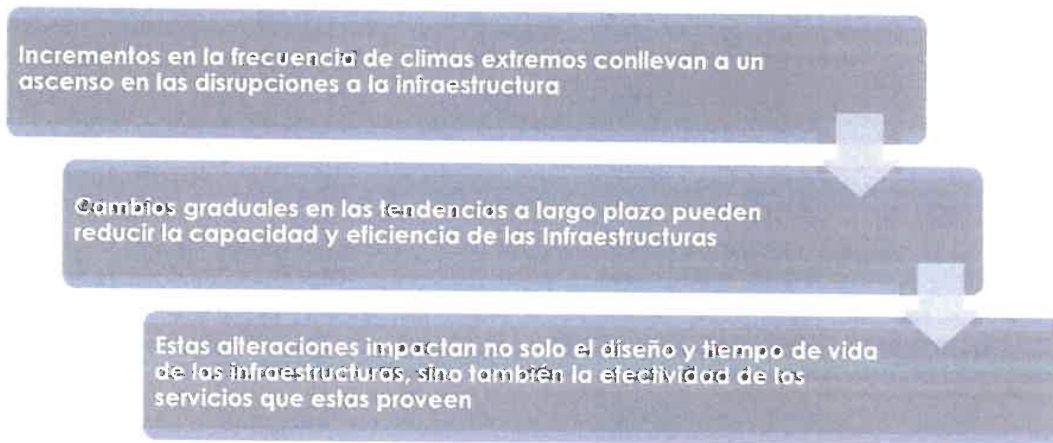 Incrementos en la frecuencia de climas extremos conllevan a un
ascenso en las disrupciones a la infraestructura
Cambios graduales en las tendencias a largo plazo pueden
reducir la capacidad y eficiencia de las Infraestructuras
Estas alteraciones impactan no solo el diseño y tiempo de vida
de las infraestructuras, sino también la efectividad de los
servicios que estas proveen